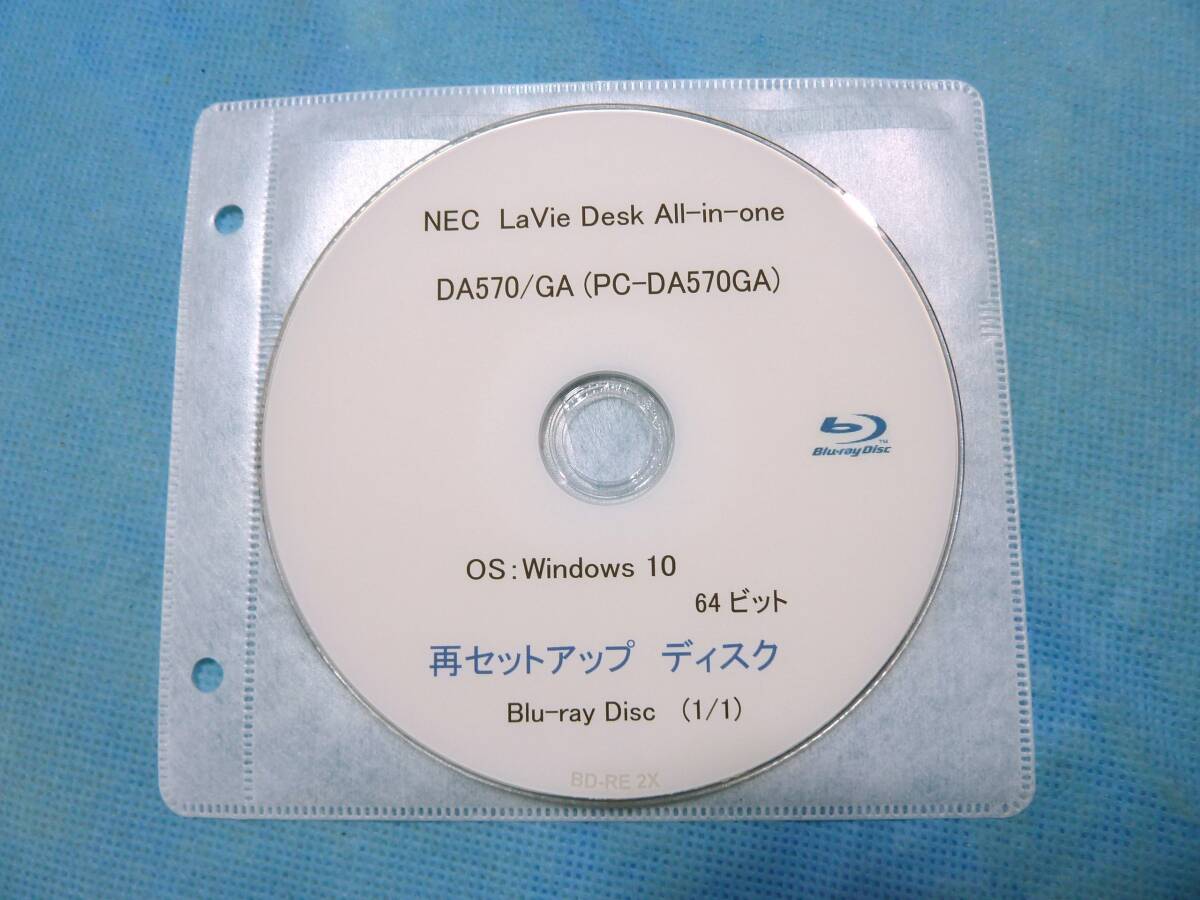 NEC LaVie Desk All-in-one
DA570/GA (PC-DA570GA)
Blu-ray Disc™
OS:Windows 10
64 ビット
再セットアップ ディスク
Blu-ray Disc (1/1)
BD-RE 2X